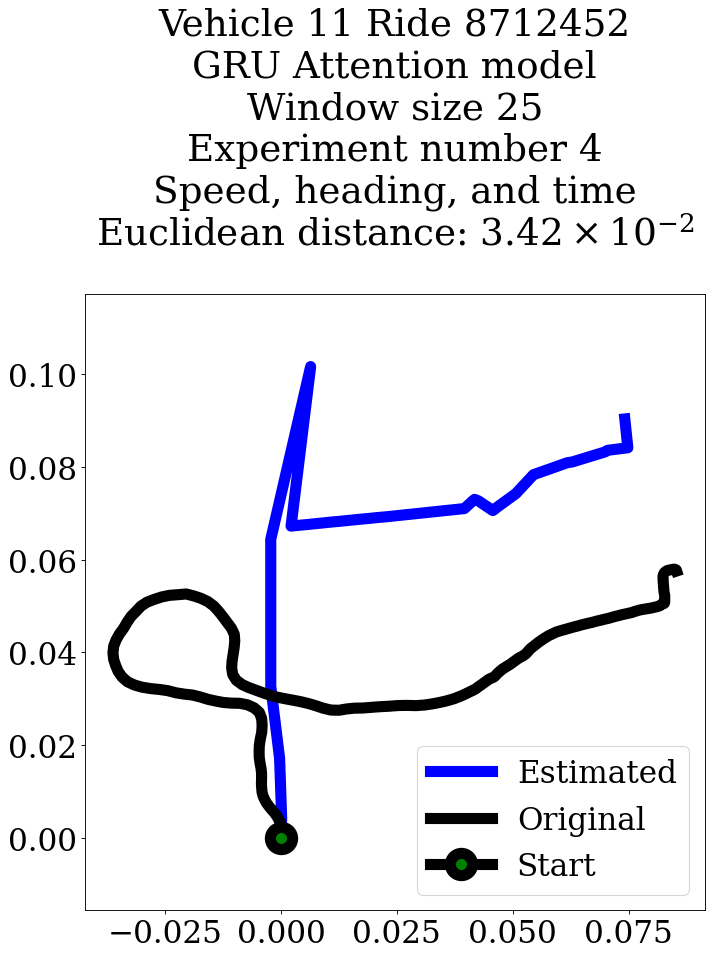 Vehicle 11 Ride 8712452
GRU Attention model
Window size 25
Experiment number 4
Speed, heading, and time
Euclidean distance: 3.42 × 10⁻²
0.10
0.08
0.06
0.04
0.02
0.00
Estimated
Original
Start
−0.025 0.000 0.025 0.050 0.075